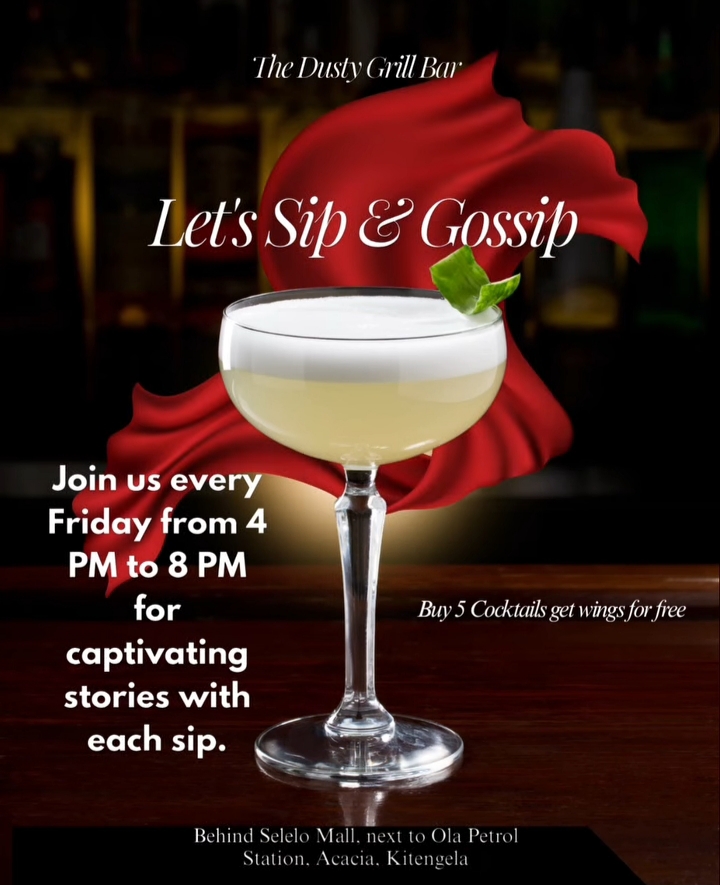 The Dusty Grill Bar
Let's Sip & Gossip
Join us every
Friday from 4
PM to 8 PM
for
captivating
stories with
each sip.
Buy 5 Cocktails get wings for free
Behind Selelo Mall, next to Ola Petrol
Station, Acacia, Kitengela